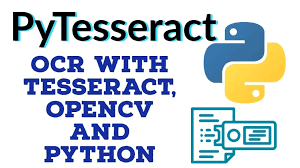 PyTesseract
OCR WITH
TESSERACT,
OPENCV
AND
PYTHON